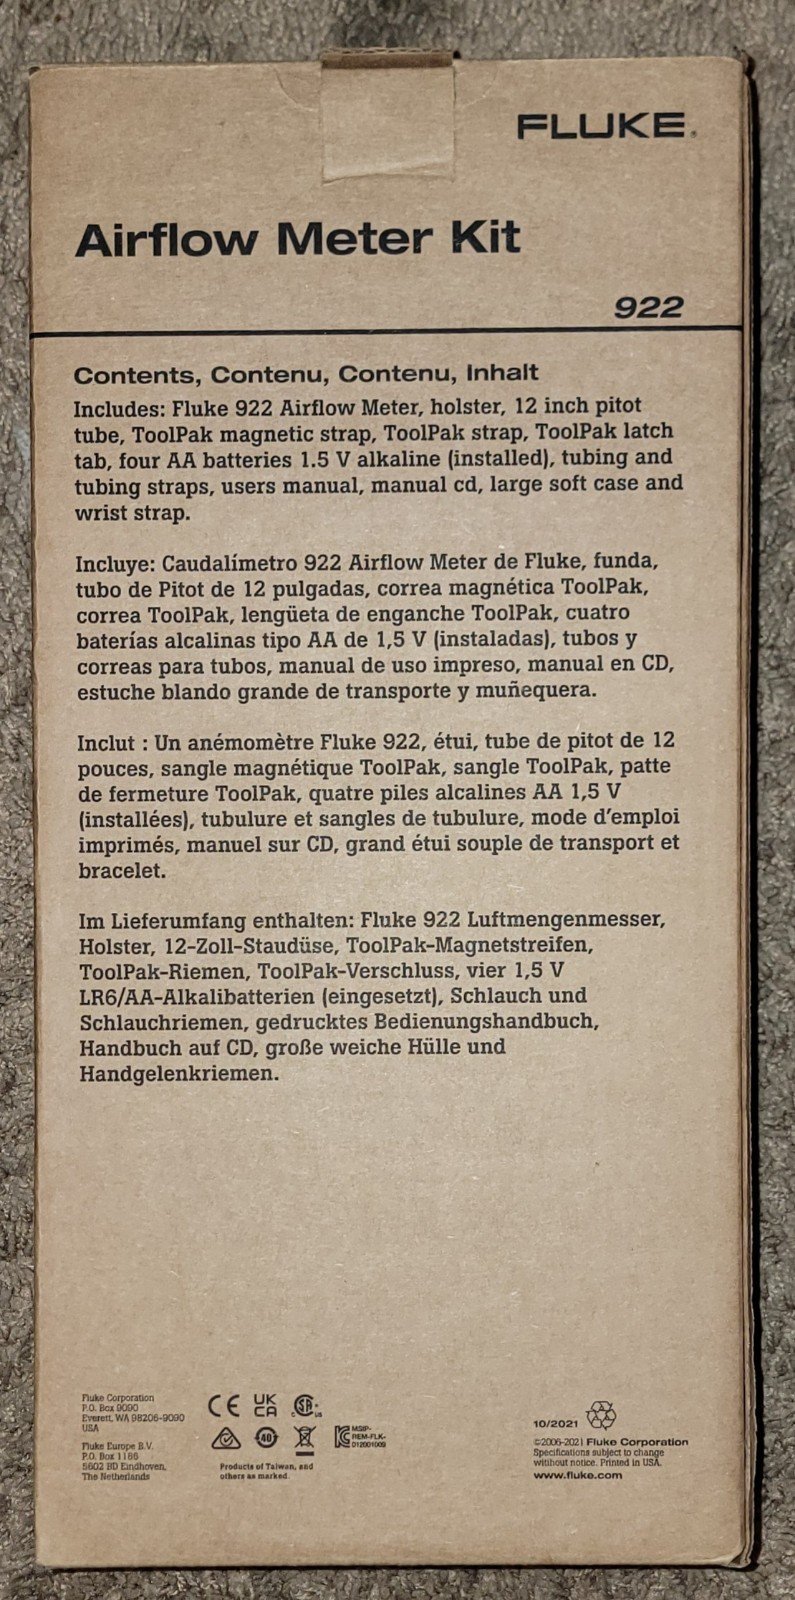 FLUKE®
Airflow Meter Kit
922
Contents, Contenu, Contenu, Inhalt
Includes: Fluke 922 Airflow Meter, holster, 12 inch pitot
tube, ToolPak magnetic strap, ToolPak strap, ToolPak latch
tab, four AA batteries 1.5 V alkaline (installed), tubing and
tubing straps, users manual, manual cd, large soft case and
wrist strap.
Incluye: Caudalímetro 922 Airflow Meter de Fluke, funda,
tubo de Pitot de 12 pulgadas, correa magnética ToolPak,
correa ToolPak, lengüeta de enganche ToolPak, cuatro
baterías alcalinas tipo AA de 1,5 V (instaladas), tubos y
correas para tubos, manual de uso impreso, manual en CD,
estuche blando grande de transporte y muñequera.
Inclut : Un anémomètre Fluke 922, étui, tube de pitot de 12
pouces, sangle magnétique ToolPak, sangle ToolPak, patte
de fermeture ToolPak, quatre piles alcalines AA 1,5 V
(installées), tubulure et sangles de tubulure, mode d'emploi
imprimés, manuel sur CD, grand étui souple de transport et
bracelet.
Im Lieferumfang enthalten: Fluke 922 Luftmengenmesser,
Holster, 12-Zoll-Staudüse, ToolPak-Magnetstreifen,
ToolPak-Riemen, ToolPak-Verschluss, vier 1,5 V
LR6/AA-Alkalibatterien (eingesetzt), Schlauch und
Schlauchriemen, gedrucktes Bedienungshandbuch,
Handbuch auf CD, große weiche Hülle und
Handgelenkriemen.
Fluke Corporation
P.O. Box 9090
Everett, WA 98206-9090
USA
Fluke Europe B.V.
P.O. Box 1186
5602 BD Eindhoven,
The Netherlands
CE UK CA C SA US
40
MSIP-
REM-FLK-
012001009
Products of Taiwan, and
others as marked.
10/2021
©2006-2021 Fluke Corporation
Specifications subject to change
without notice. Printed in USA.
www.fluke.com